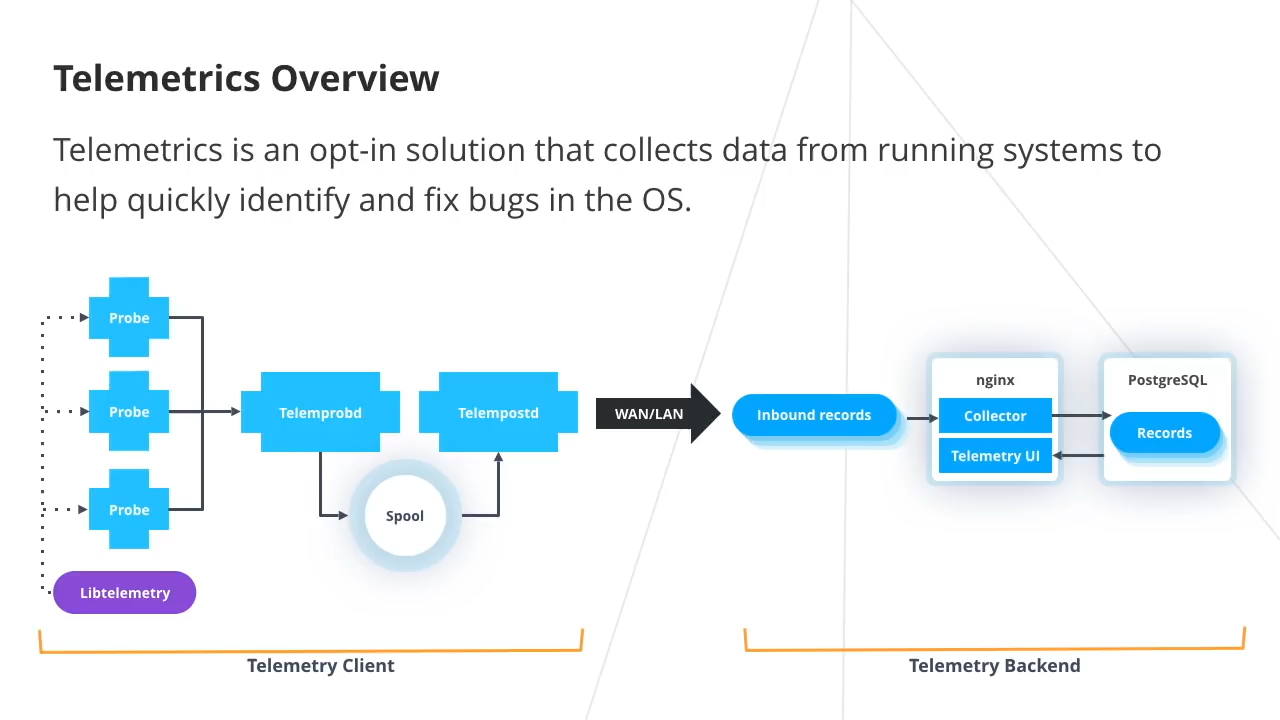 Telemetrics Overview
Telemetrics is an opt-in solution that collects data from running systems to
help quickly identify and fix bugs in the OS.
Probe
Probe
Probe
Libtelemetry
Telemprobd
Telempostd
Spool
WAN/LAN
Inbound records
nginx
Collector
Telemetry UI
PostgreSQL
Records
Telemetry Client
Telemetry Backend